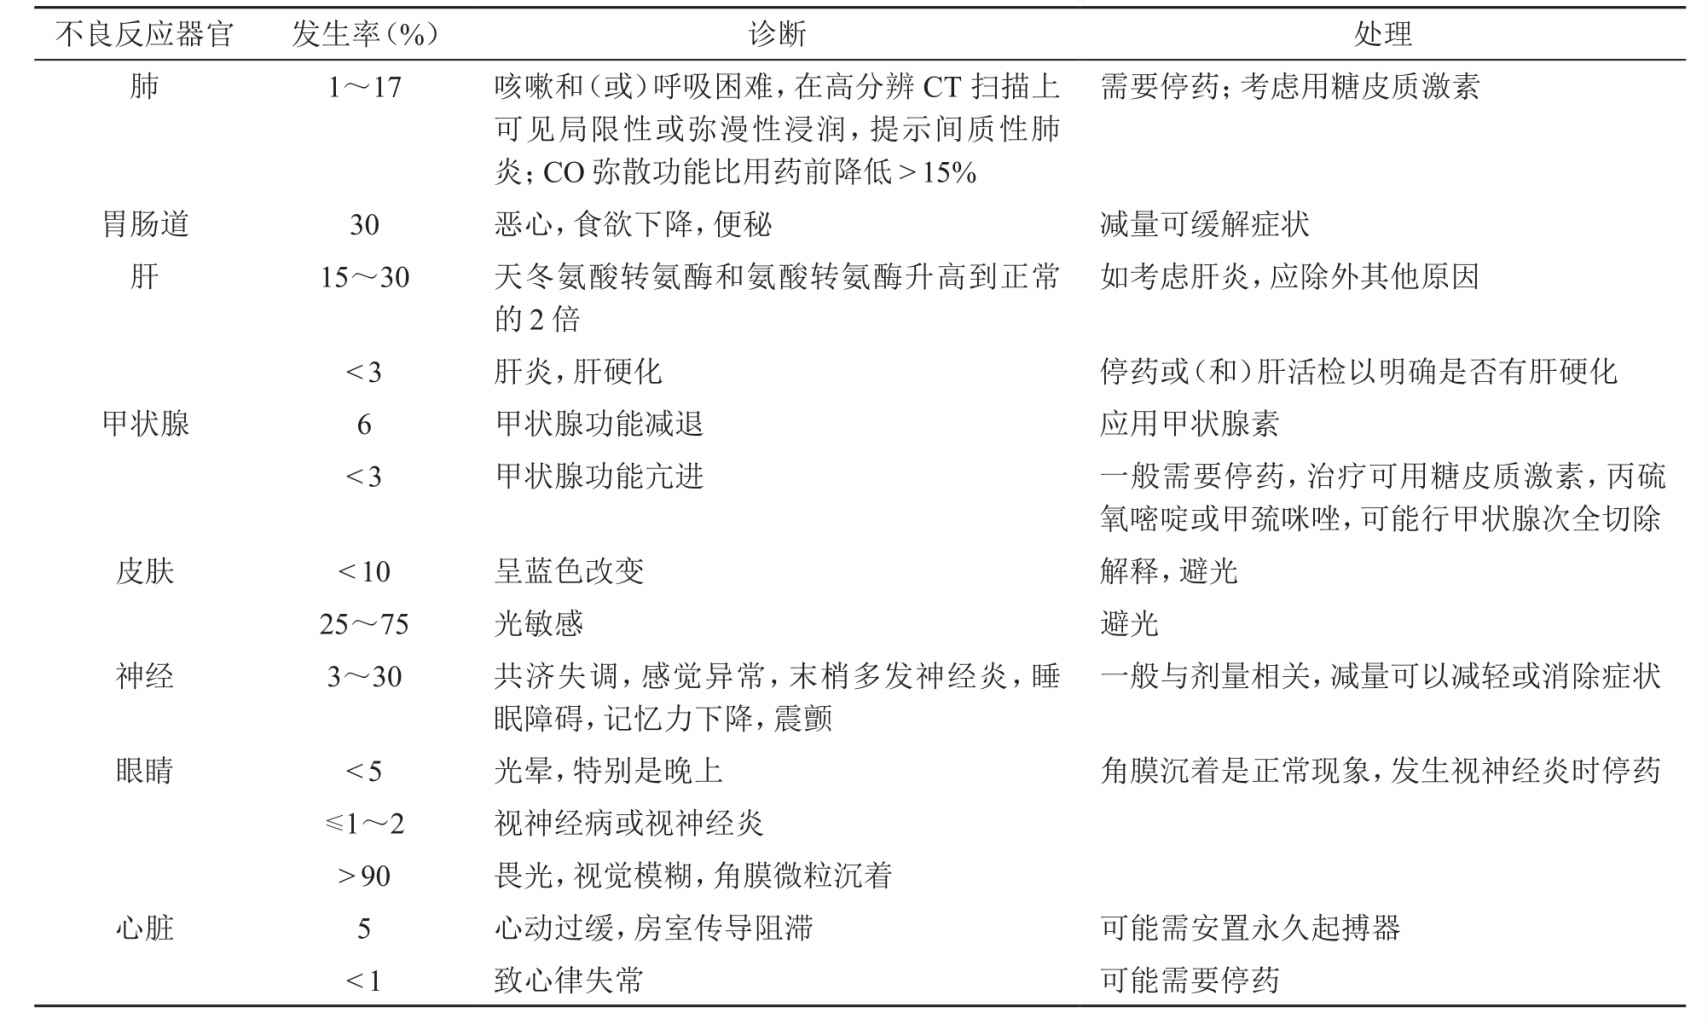 不良反应器官 发生率(%) 诊断 处理
肺 1～17 咳嗽和(或)呼吸困难,在高分辨 CT 扫描上 需要停药;考虑用糖皮质激素
可见局限性或弥漫性浸润,提示间质性肺
炎;CO 弥散功能比用药前降低>15%
胃肠道 30 恶心,食欲下降,便秘 减量可缓解症状
肝 15～30 天冬氨酸转氨酶和氨酸转氨酶升高到正常 如考虑肝炎,应除外其他原因
的2倍
<3 肝炎,肝硬化 停药或(和)肝活检以明确是否有肝硬化
甲状腺 6 甲状腺功能减退 应用甲状腺素
<3 甲状腺功能亢进 一般需要停药,治疗可用糖皮质激素,丙硫
氧嘧啶或甲巯咪唑,可能行甲状腺次全切除
皮肤 <10 呈蓝色改变 解释,避光
25～75 光敏感 避光
神经 3～30 共济失调,感觉异常,末梢多发神经炎,睡 一般与剂量相关,减量可以减轻或消除症状
眠障碍,记忆力下降,震颤
眼睛 <5 光晕,特别是晚上 角膜沉着是正常现象,发生视神经炎时停药
≤1～2 视神经病或视神经炎
>90 畏光,视觉模糊,角膜微粒沉着
心脏 5 心动过缓,房室传导阻滞 可能需安置永久起搏器
<1 致心律失常 可能需要停药